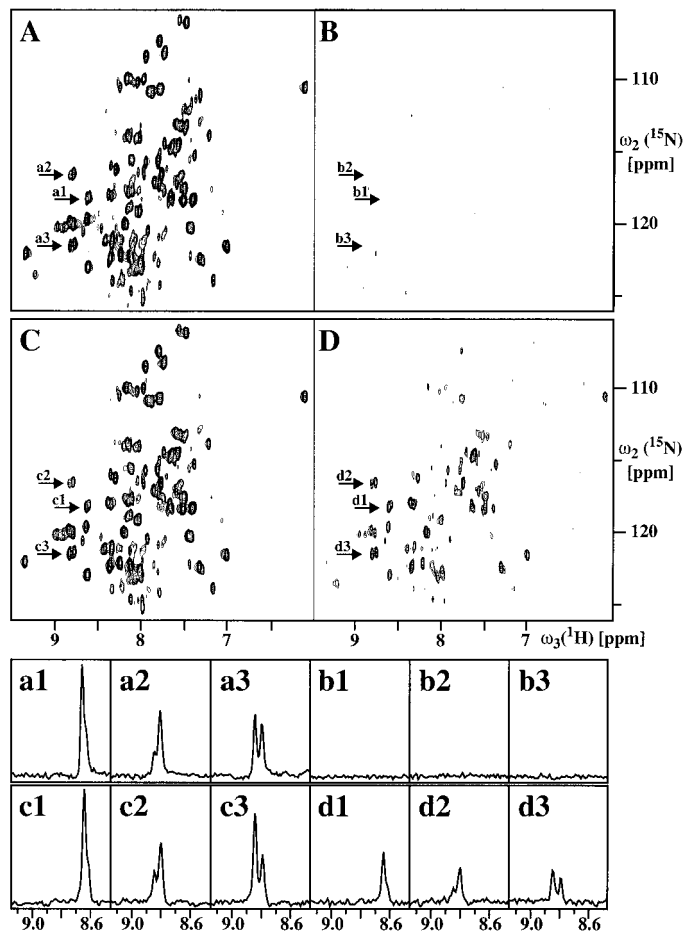 A
B
110
ω2 (15N)
[ppm]
a2
b2
a1
b1
120
a3
b3
C
D
110
ω2 (15N)
[ppm]
c2
d2
c1
d1
120
c3
d3
9 8 7 9 8 7
ω3(1H) [ppm]
a1 a2 a3 b1 b2 b3
c1 c2 c3 d1 d2 d3
9.0 8.6 9.0 8.6 9.0 8.6 9.0 8.6 9.0 8.6 9.0 8.6